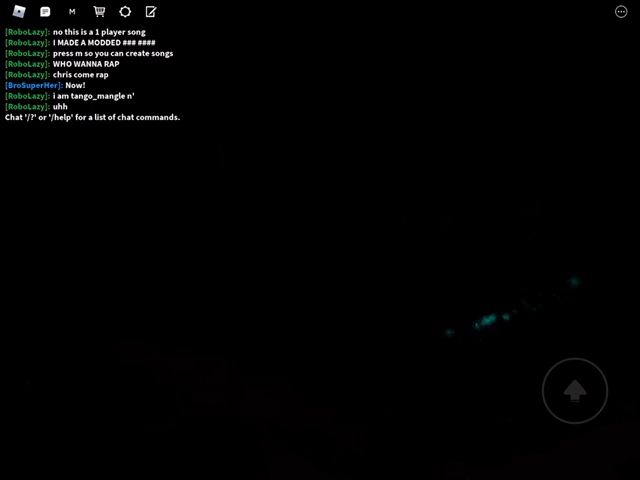 M
[RoboLazy]: no this is a 1 player song
[RoboLazy]: I MADE A MODDED ### ####
[RoboLazy]: press m so you can create songs
[RoboLazy]: WHO WANNA RAP
[RoboLazy]: chris come rap
[BroSuperHer]: Now!
[RoboLazy]: i am tango_mangle n'
[RoboLazy]: uhh
Chat '/?' or '/help' for a list of chat commands.